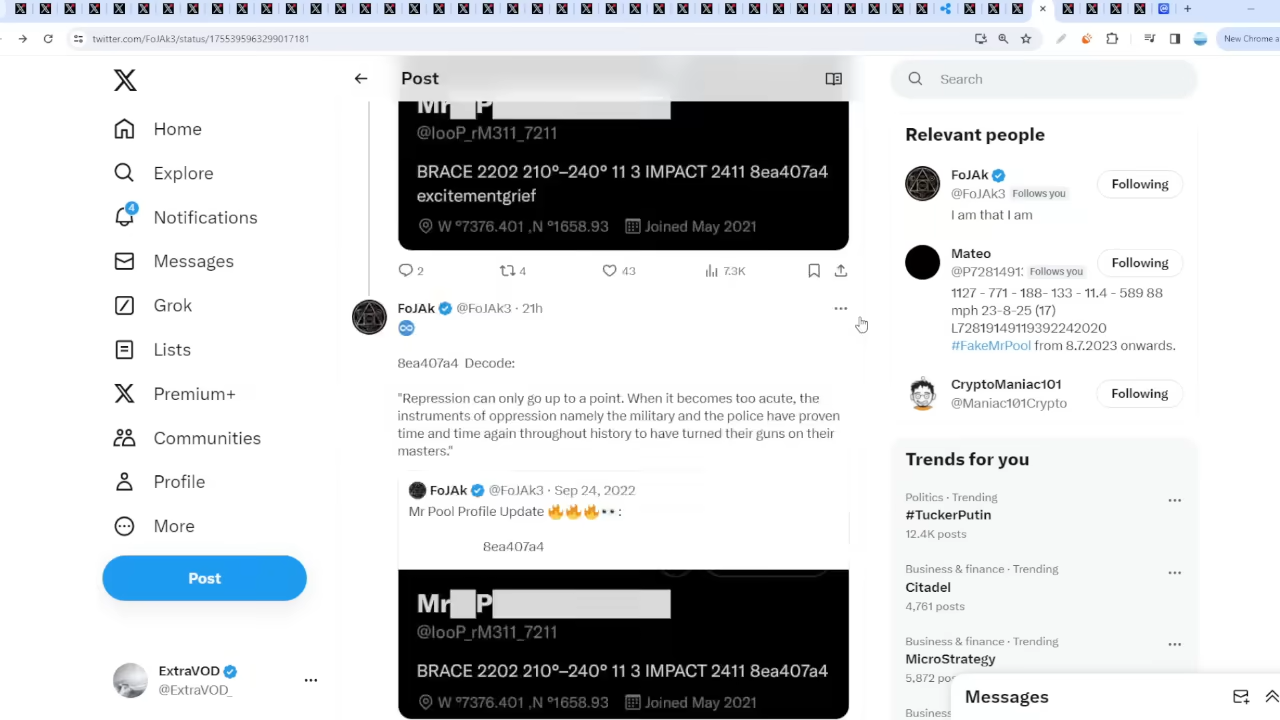 twitter.com/FoJAk3/status/1755395963299017181
New Chrome a
Home
Explore
4
Notifications
Messages
Grok
Lists
Premium+
Communities
Profile
More
Post
ExtraVOD
@ExtraVOD_
Post
Mr P
@looP_rM311_7211
BRACE 2202 210°–240° 11 3 IMPACT 2411 8ea407a4
excitementgrief
W °7376.401 ,N °1658.93 Joined May 2021
2 4 43 7.3K
FoJAk @FoJAk3 · 21h
♾️
8ea407a4 Decode:
"Repression can only go up to a point. When it becomes too acute, the
instruments of oppression namely the military and the police have proven
time and time again throughout history to have turned their guns on their
masters."
FoJAk @FoJAk3 · Sep 24, 2022
Mr Pool Profile Update 🔥🔥🔥👀:
8ea407a4
Mr P
@looP_rM311_7211
BRACE 2202 210°–240° 11 3 IMPACT 2411 8ea407a4
W °7376.401 ,N °1658.93 Joined May 2021
Search
Relevant people
FoJAk
@FoJAk3 Follows you
Following
I am that I am
Mateo
@P7281491: Follows you
Following
1127 - 771 - 188- 133 - 11.4 - 589 88
mph 23-8-25 (17)
L72819149119392242020
#FakeMrPool from 8.7.2023 onwards.
CryptoManiac101
@Maniac101Crypto
Following
Trends for you
Politics · Trending
#TuckerPutin
12.4K posts
Business & finance · Trending
Citadel
4,761 posts
Business & finance · Trending
MicroStrategy
5,872 po
Busines
Messages